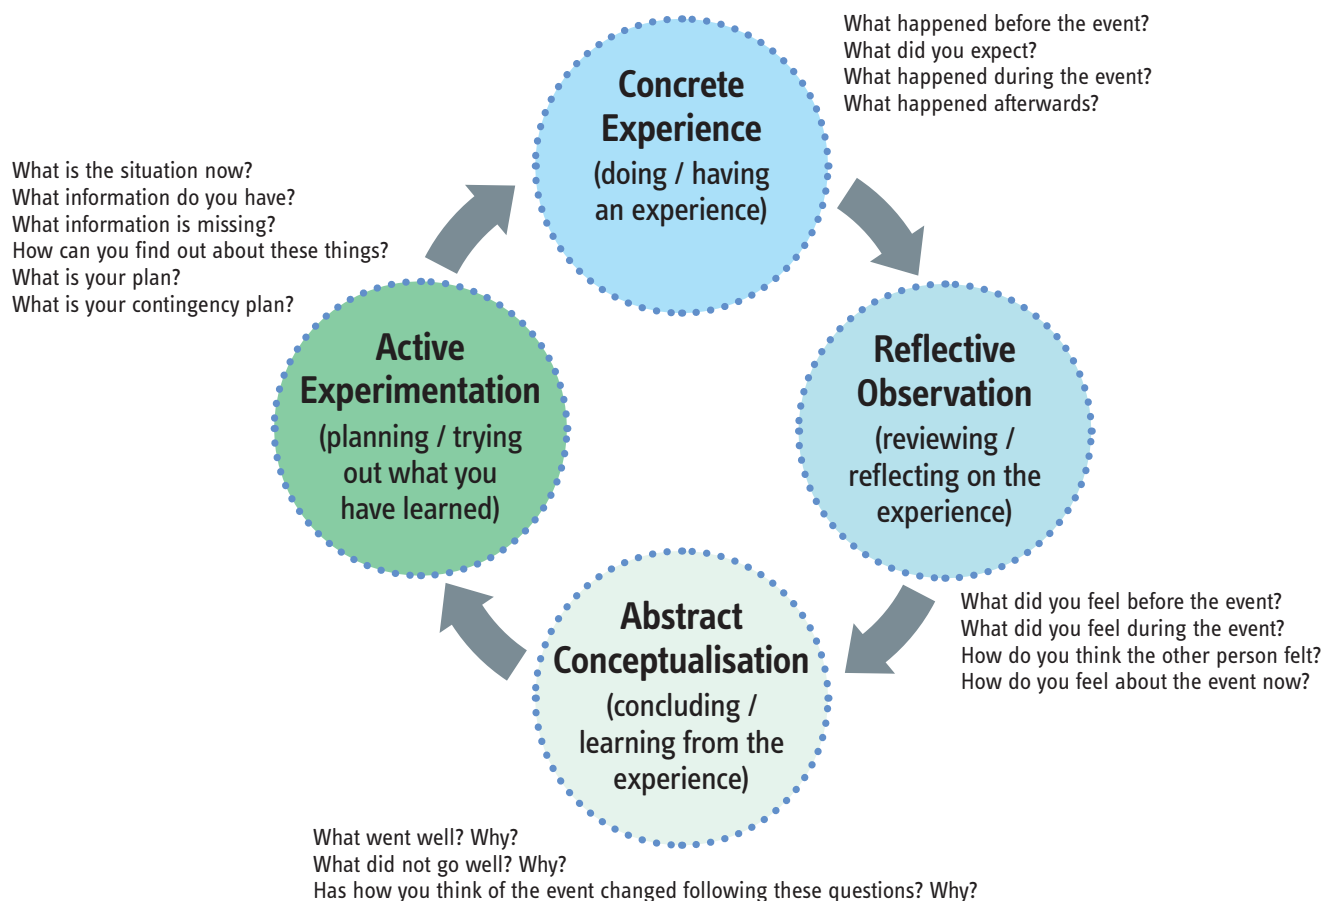 What happened before the event?
What did you expect?
What happened during the event?
What happened afterwards?
Concrete
Experience
(doing / having
an experience)
What is the situation now?
What information do you have?
What information is missing?
How can you find out about these things?
What is your plan?
What is your contingency plan?
Active
Experimentation
(planning / trying
out what you
have learned)
Reflective
Observation
(reviewing /
reflecting on the
experience)
What did you feel before the event?
What did you feel during the event?
How do you think the other person felt?
How do you feel about the event now?
Abstract
Conceptualisation
(concluding /
learning from the
experience)
What went well? Why?
What did not go well? Why?
Has how you think of the event changed following these questions? Why?